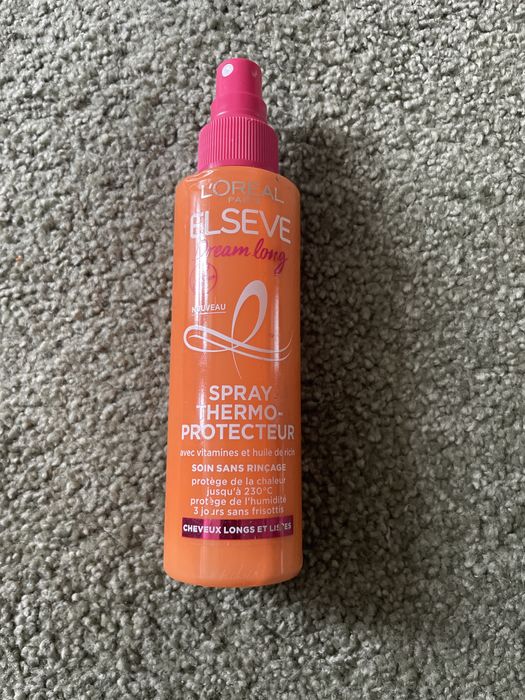 L'ORÉAL
PARIS
ELSEVE
Dream long
NOUVEAU
SPRAY
THERMO-
PROTECTEUR
avec vitamines et huile de ricin
SOIN SANS RINÇAGE
protège de la chaleur
jusqu'à 230°C
protège de l'humidité
3 jours sans frisottis
CHEVEUX LONGS ET LISSES